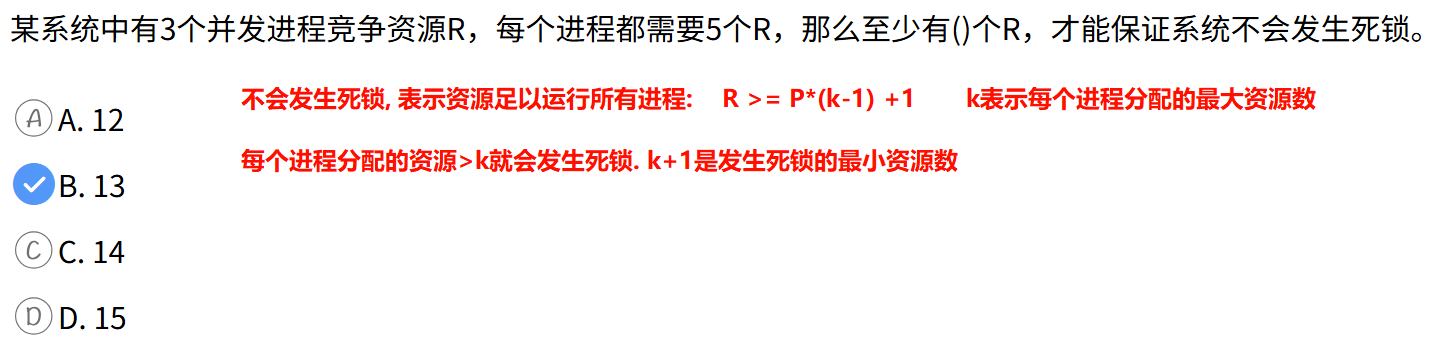 某系统中有3个并发进程竞争资源R，每个进程都需要5个R，那么至少有()个R，才能保证系统不会发生死锁。
不会发生死锁, 表示资源足以运行所有进程: R >= P*(k-1) +1 k表示每个进程分配的最大资源数
A A. 12
每个进程分配的资源>k就会发生死锁. k+1是发生死锁的最小资源数
B. 13
C C. 14
D D. 15